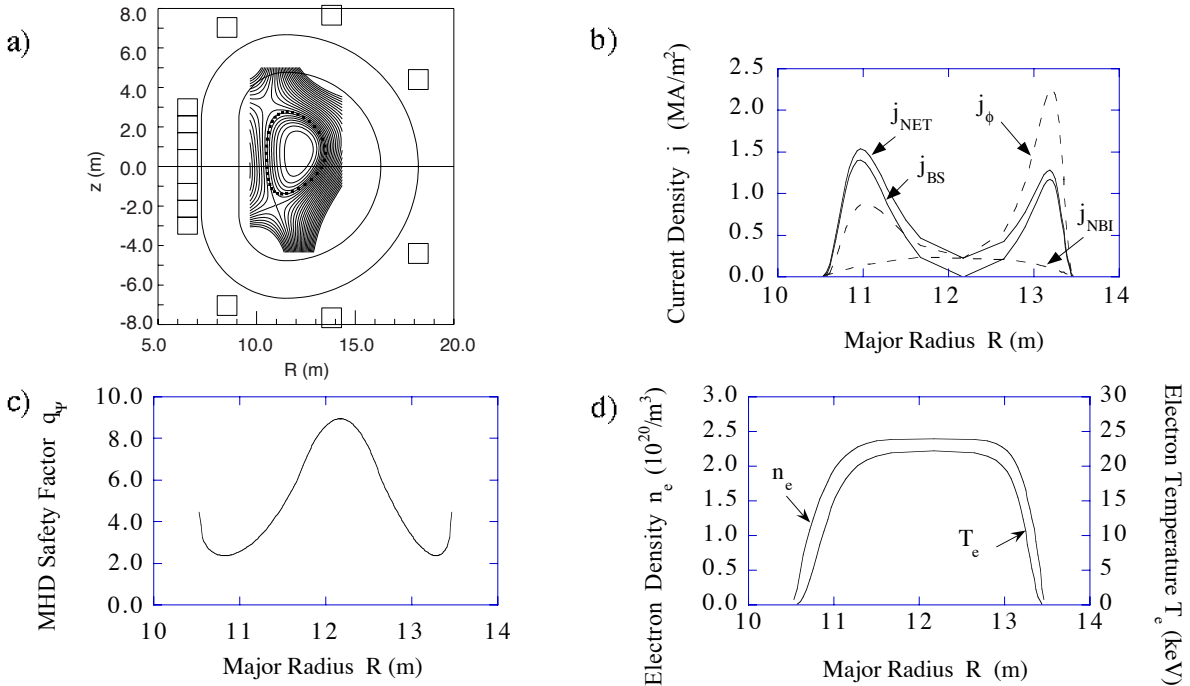 a)
8.0
6.0
4.0
2.0
0.0
-2.0
-4.0
-6.0
-8.0
z (m)
5.0 10.0 15.0 20.0
R (m)
b)
Current Density j (MA/m²)
2.5
2.0
1.5
1.0
0.5
0.0
j_NET
j_BS
j_ϕ
j_NBI
10 11 12 13 14
Major Radius R (m)
c)
MHD Safety Factor q_Ψ
10.0
8.0
6.0
4.0
2.0
0.0
10 11 12 13 14
Major Radius R (m)
d)
Electron Density n_e (10²⁰/m³)
3.0
2.5
2.0
1.5
1.0
0.5
0.0
n_e
T_e
30
25
20
15
10
5
0
Electron Temperature T_e (keV)
10 11 12 13 14
Major Radius R (m)